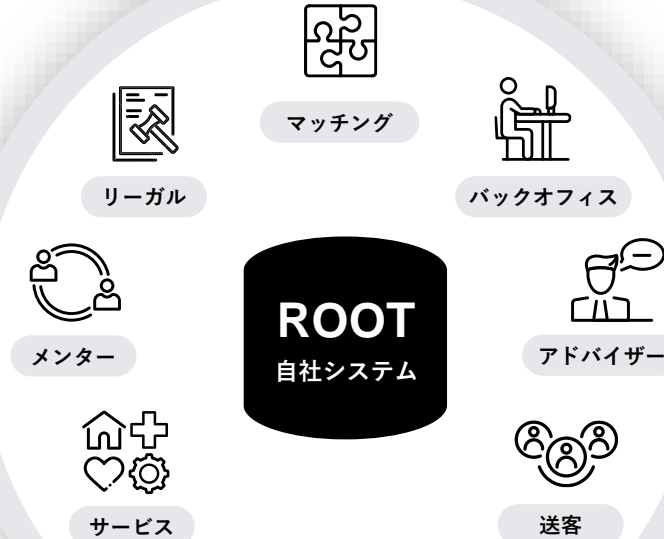 マッチング
リーガル
バックオフィス
ROOT
自社システム
メンター
アドバイザー
サービス
送客